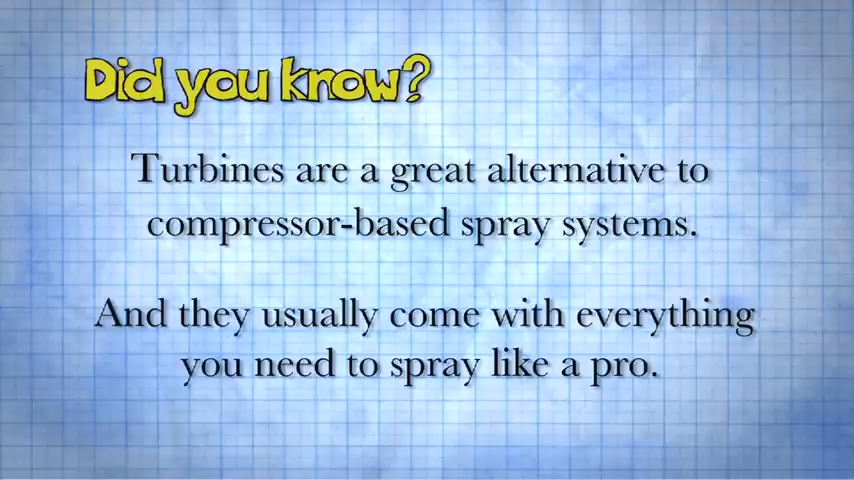 Did you know?
Turbines are a great alternative to
compressor-based spray systems.
And they usually come with everything
you need to spray like a pro.